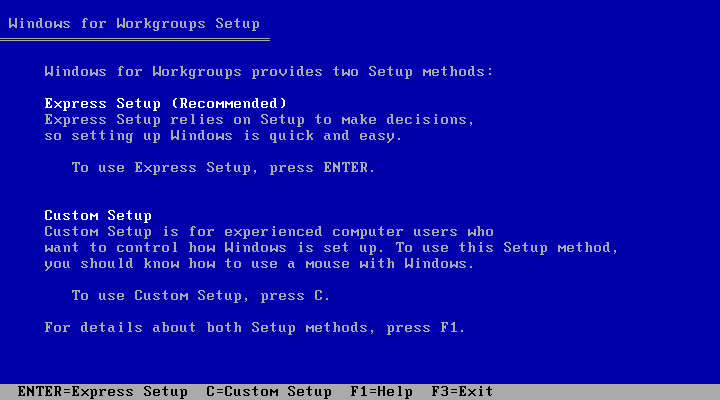 Windows for Workgroups Setup
Windows for Workgroups provides two Setup methods:
Express Setup (Recommended)
Express Setup relies on Setup to make decisions,
so setting up Windows is quick and easy.
To use Express Setup, press ENTER.
Custom Setup
Custom Setup is for experienced computer users who
want to control how Windows is set up. To use this Setup method,
you should know how to use a mouse with Windows.
To use Custom Setup, press C.
For details about both Setup methods, press F1.
ENTER=Express Setup  C=Custom Setup  F1=Help  F3=Exit